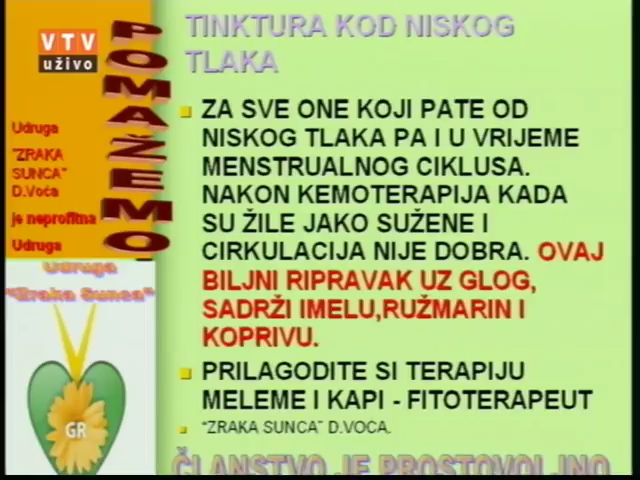 VTV
uživo
POMAŽEMO
Udruga
"ZRAKA
SUNCA"
D.Voća
je neprofitna
Udruga
Udruga
"Zraka Sunca"
GR
TINKTURA KOD NISKOG
TLAKA
ZA SVE ONE KOJI PATE OD
NISKOG TLAKA PA I U VRIJEME
MENSTRUALNOG CIKLUSA.
NAKON KEMOTERAPIJA KADA
SU ŽILE JAKO SUŽENE I
CIRKULACIJA NIJE DOBRA. OVAJ
BILJNI RIPRAVAK UZ GLOG,
SADRŽI IMELU,RUŽMARIN I
KOPRIVU.
PRILAGODITE SI TERAPIJU
MELEME I KAPI - FITOTERAPEUT
"ZRAKA SUNCA" D.VOCA.
ČLANSTVO JE PROSTOVOLJNO